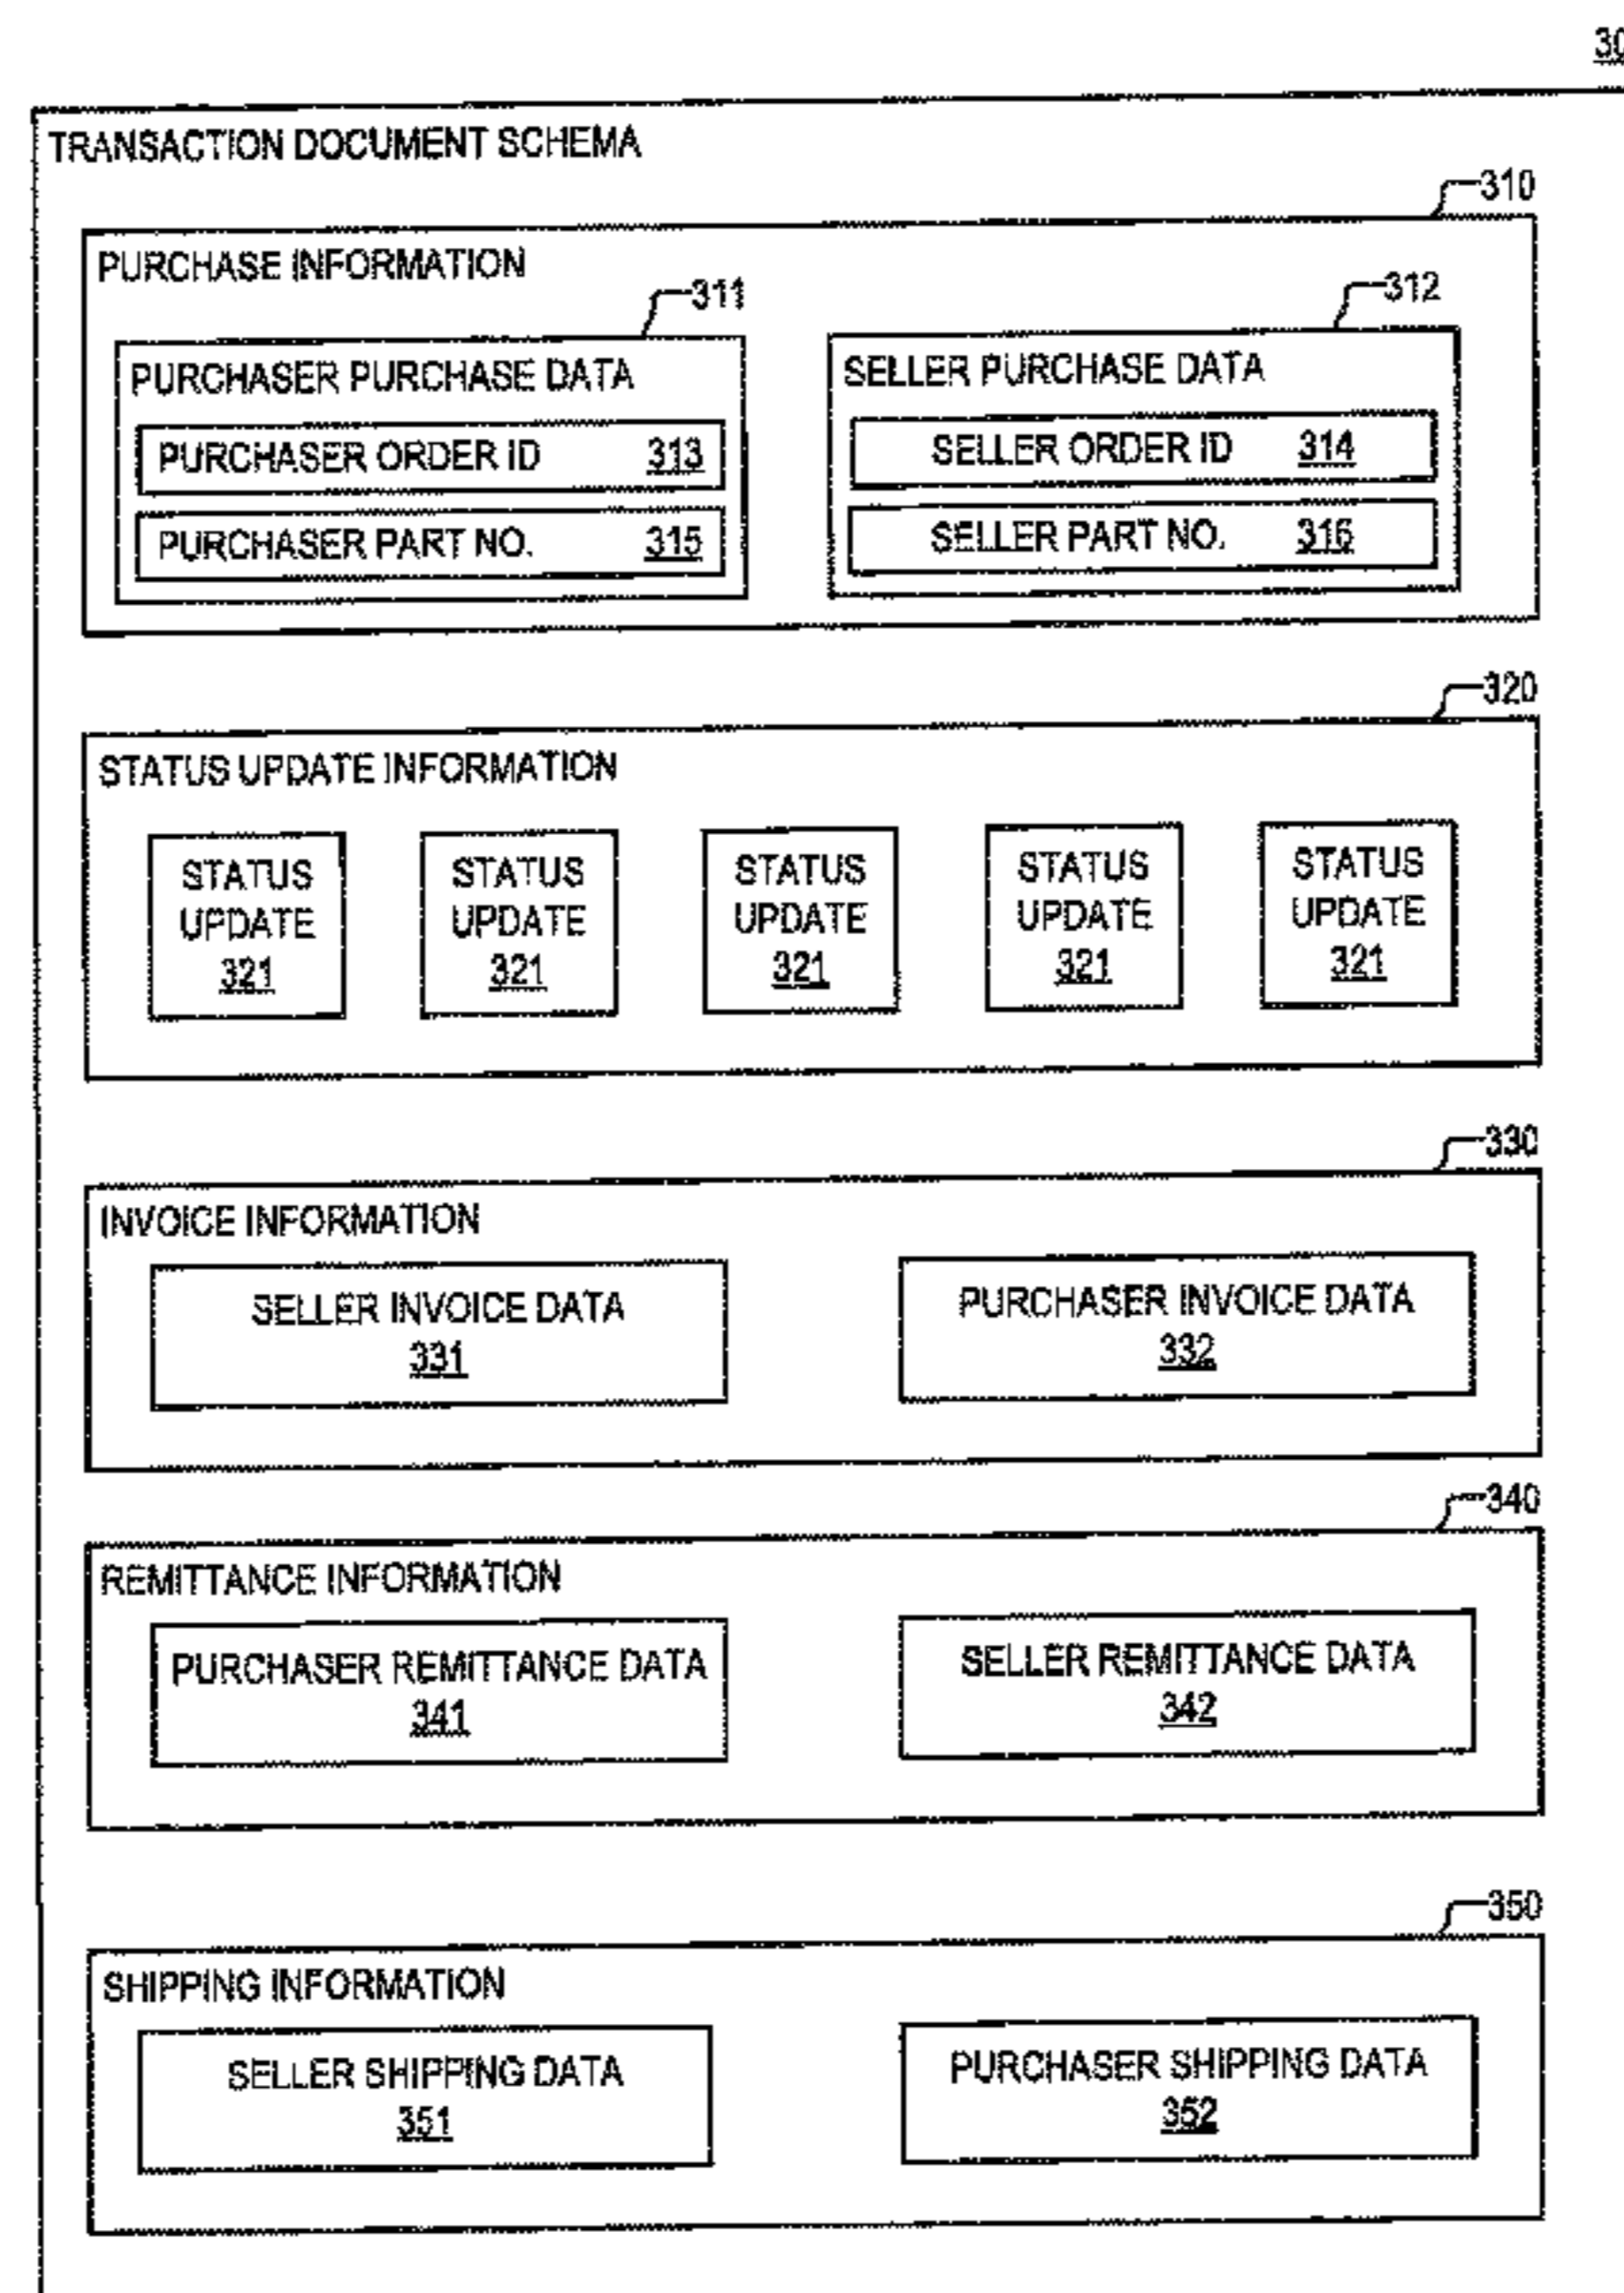 30
TRANSACTION DOCUMENT SCHEMA
310
PURCHASE INFORMATION
311
312
PURCHASER PURCHASE DATA
SELLER PURCHASE DATA
PURCHASER ORDER ID 313
SELLER ORDER ID 314
PURCHASER PART NO. 315
SELLER PART NO. 316
320
STATUS UPDATE INFORMATION
STATUS
UPDATE
321
STATUS
UPDATE
321
STATUS
UPDATE
321
STATUS
UPDATE
321
STATUS
UPDATE
321
330
INVOICE INFORMATION
SELLER INVOICE DATA
331
PURCHASER INVOICE DATA
332
340
REMITTANCE INFORMATION
PURCHASER REMITTANCE DATA
341
SELLER REMITTANCE DATA
342
350
SHIPPING INFORMATION
SELLER SHIPPING DATA
351
PURCHASER SHIPPING DATA
352